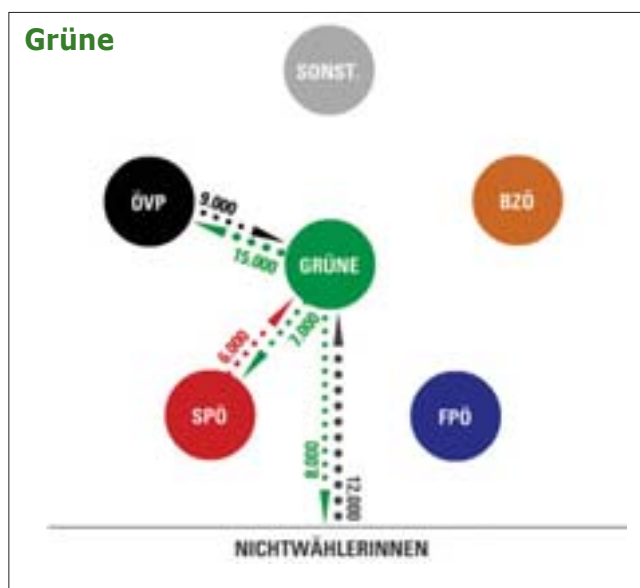 Grüne
SONST.
ÖVP
9.000
BZÖ
15.000
GRÜNE
6.000
7.000
SPÖ
FPÖ
8.000
12.000
NICHTWÄHLERINNEN